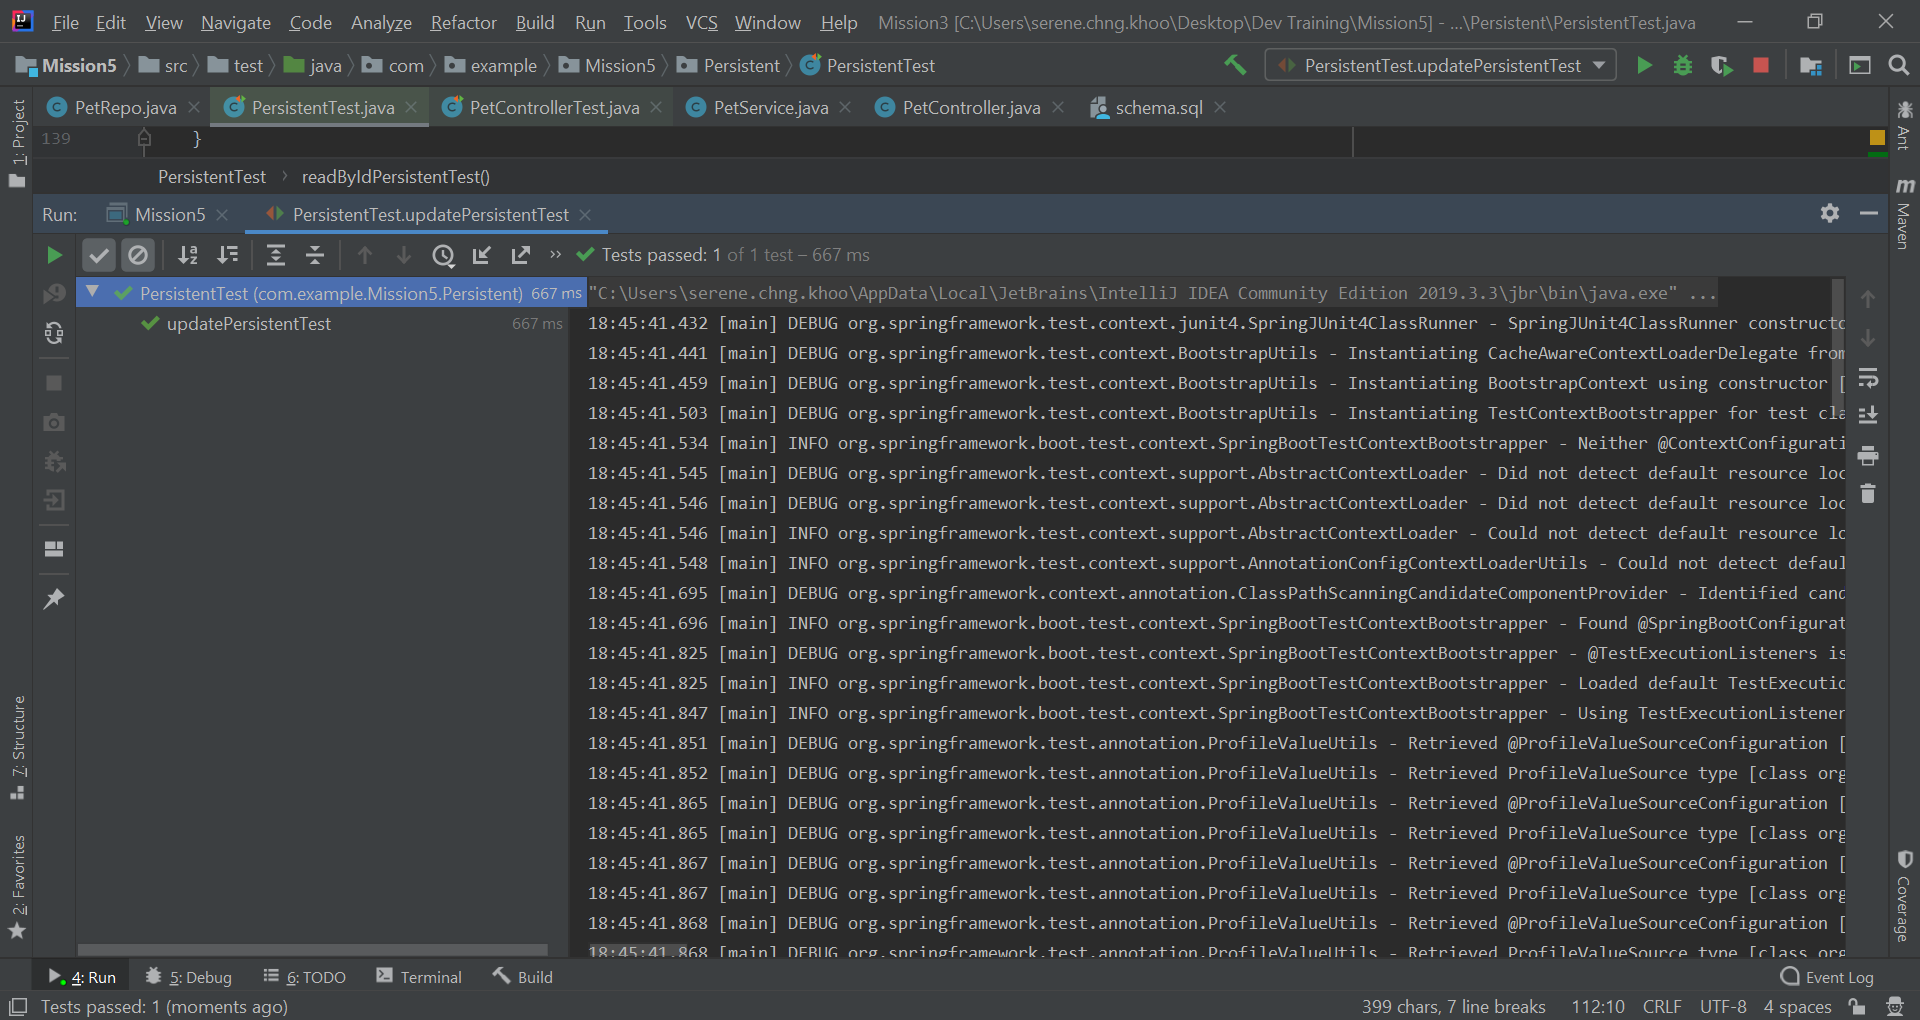 File Edit View Navigate Code Analyze Refactor Build Run Tools VCS Window Help Mission3 [C:\Users\serene.chng.khoo\Desktop\Dev Training\Mission5] - ...\Persistent\PersistentTest.java
Mission5 src test java com example Mission5 Persistent PersistentTest PersistentTest.updatePersistentTest
PetRepo.java PersistentTest.java PetControllerTest.java PetService.java PetController.java schema.sql
139 }
PersistentTest readByIdPersistentTest()
Run: Mission5 PersistentTest.updatePersistentTest
Tests passed: 1 of 1 test – 667 ms
PersistentTest (com.example.Mission5.Persistent) 667 ms
updatePersistentTest 667 ms
"C:\Users\serene.chng.khoo\AppData\Local\JetBrains\IntelliJ IDEA Community Edition 2019.3.3\jbr\bin\java.exe" ...
18:45:41.432 [main] DEBUG org.springframework.test.context.junit4.SpringJUnit4ClassRunner - SpringJUnit4ClassRunner constructo
18:45:41.441 [main] DEBUG org.springframework.test.context.BootstrapUtils - Instantiating CacheAwareContextLoaderDelegate from
18:45:41.459 [main] DEBUG org.springframework.test.context.BootstrapUtils - Instantiating BootstrapContext using constructor [
18:45:41.503 [main] DEBUG org.springframework.test.context.BootstrapUtils - Instantiating TestContextBootstrapper for test cla
18:45:41.534 [main] INFO org.springframework.boot.test.context.SpringBootTestContextBootstrapper - Neither @ContextConfigurati
18:45:41.545 [main] DEBUG org.springframework.test.context.support.AbstractContextLoader - Did not detect default resource loc
18:45:41.546 [main] DEBUG org.springframework.test.context.support.AbstractContextLoader - Did not detect default resource loc
18:45:41.546 [main] INFO org.springframework.test.context.support.AbstractContextLoader - Could not detect default resource lo
18:45:41.548 [main] INFO org.springframework.test.context.support.AnnotationConfigContextLoaderUtils - Could not detect defaul
18:45:41.695 [main] DEBUG org.springframework.context.annotation.ClassPathScanningCandidateComponentProvider - Identified cand
18:45:41.696 [main] INFO org.springframework.boot.test.context.SpringBootTestContextBootstrapper - Found @SpringBootConfigurat
18:45:41.825 [main] DEBUG org.springframework.boot.test.context.SpringBootTestContextBootstrapper - @TestExecutionListeners is
18:45:41.825 [main] INFO org.springframework.boot.test.context.SpringBootTestContextBootstrapper - Loaded default TestExecutio
18:45:41.847 [main] INFO org.springframework.boot.test.context.SpringBootTestContextBootstrapper - Using TestExecutionListener
18:45:41.851 [main] DEBUG org.springframework.test.annotation.ProfileValueUtils - Retrieved @ProfileValueSourceConfiguration [
18:45:41.852 [main] DEBUG org.springframework.test.annotation.ProfileValueUtils - Retrieved ProfileValueSource type [class org
18:45:41.865 [main] DEBUG org.springframework.test.annotation.ProfileValueUtils - Retrieved @ProfileValueSourceConfiguration [
18:45:41.865 [main] DEBUG org.springframework.test.annotation.ProfileValueUtils - Retrieved ProfileValueSource type [class org
18:45:41.867 [main] DEBUG org.springframework.test.annotation.ProfileValueUtils - Retrieved @ProfileValueSourceConfiguration [
18:45:41.867 [main] DEBUG org.springframework.test.annotation.ProfileValueUtils - Retrieved ProfileValueSource type [class org
18:45:41.868 [main] DEBUG org.springframework.test.annotation.ProfileValueUtils - Retrieved @ProfileValueSourceConfiguration [
18:45:41.868 [main] DEBUG org.springframework.test.annotation.ProfileValueUtils - Retrieved ProfileValueSource type [class org
1: Project
7: Structure
2: Favorites
Ant
Maven
Coverage
4: Run 5: Debug 6: TODO Terminal Build Event Log
Tests passed: 1 (moments ago) 399 chars, 7 line breaks 112:10 CRLF UTF-8 4 spaces